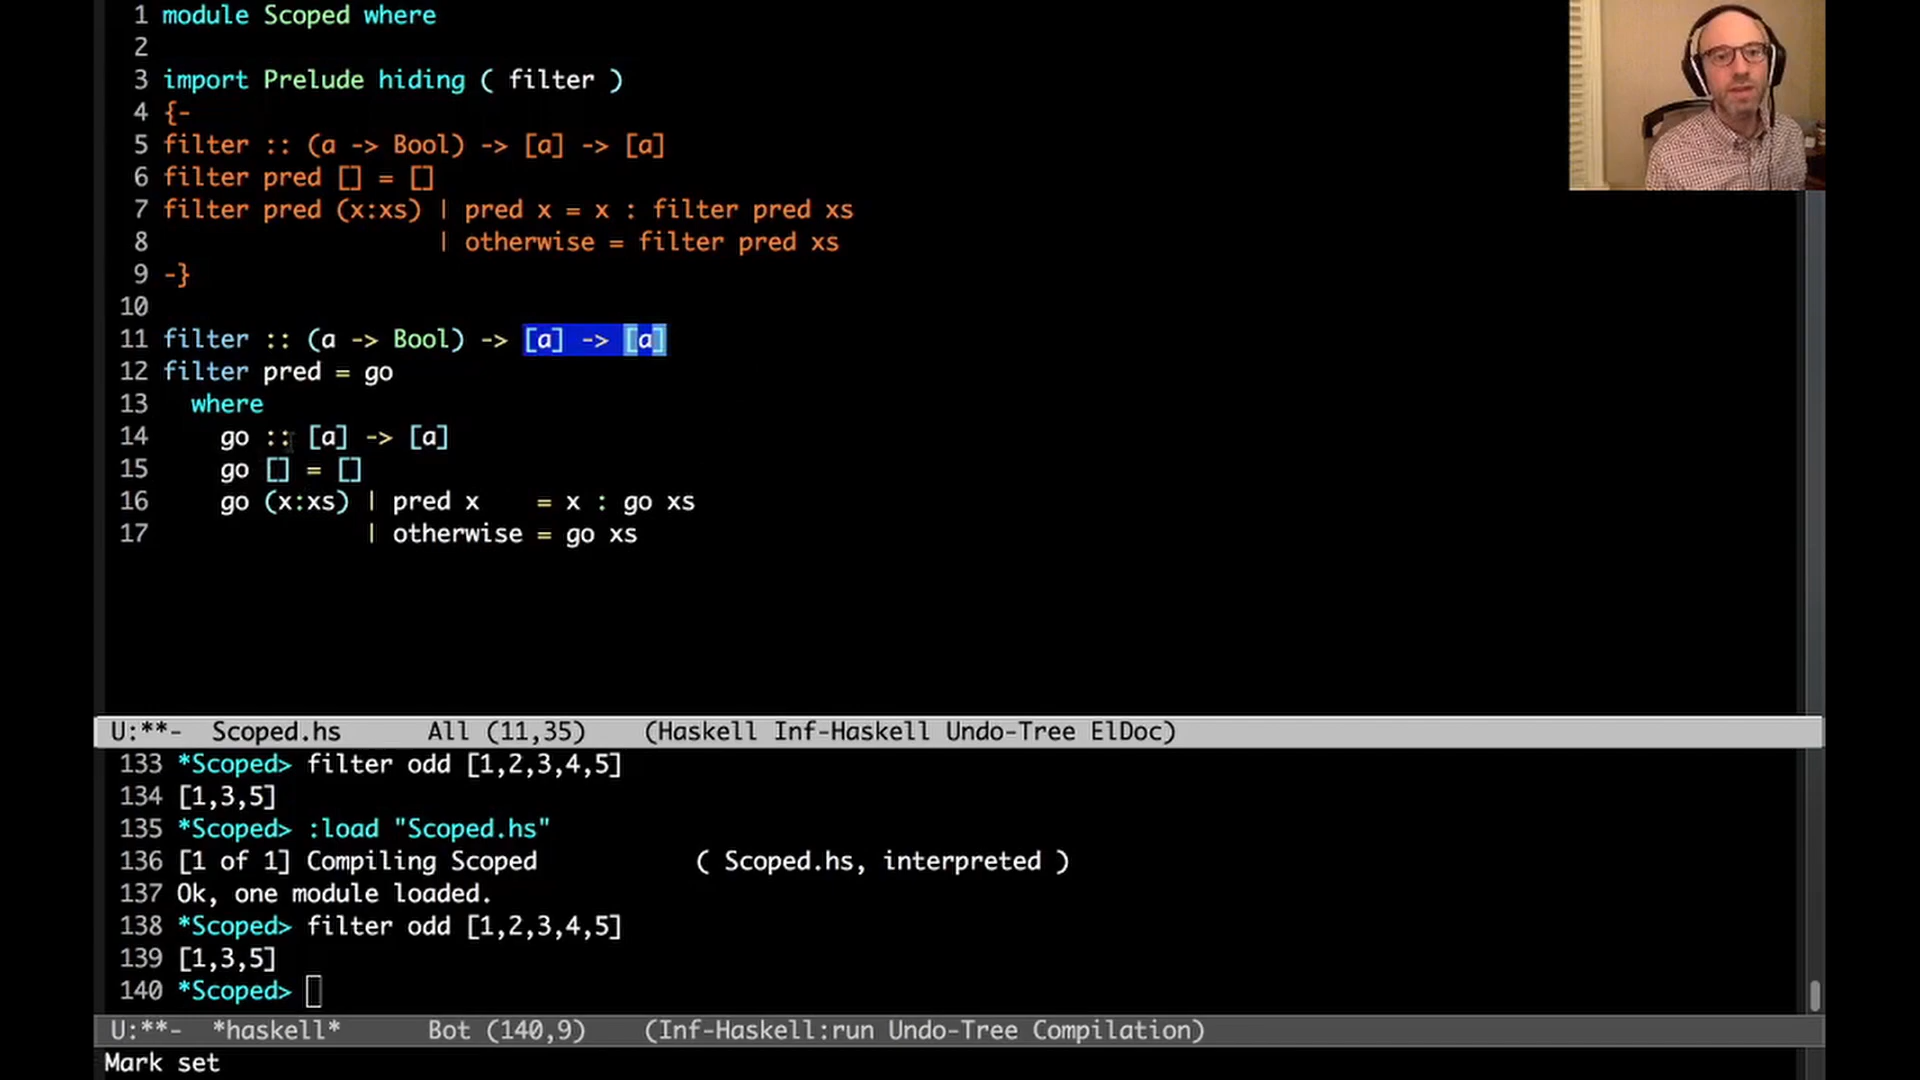 1 module Scoped where
2
3 import Prelude hiding ( filter )
4 {-
5 filter :: (a -> Bool) -> [a] -> [a]
6 filter pred [] = []
7 filter pred (x:xs) | pred x = x : filter pred xs
8                    | otherwise = filter pred xs
9 -}
10
11 filter :: (a -> Bool) -> [a] -> [a]
12 filter pred = go
13   where
14     go :: [a] -> [a]
15     go [] = []
16     go (x:xs) | pred x    = x : go xs
17               | otherwise = go xs
U:**-  Scoped.hs      All (11,35)    (Haskell Inf-Haskell Undo-Tree ElDoc)
133 *Scoped> filter odd [1,2,3,4,5]
134 [1,3,5]
135 *Scoped> :load "Scoped.hs"
136 [1 of 1] Compiling Scoped           ( Scoped.hs, interpreted )
137 Ok, one module loaded.
138 *Scoped> filter odd [1,2,3,4,5]
139 [1,3,5]
140 *Scoped>
U:**-  *haskell*      Bot (140,9)    (Inf-Haskell:run Undo-Tree Compilation)
Mark set